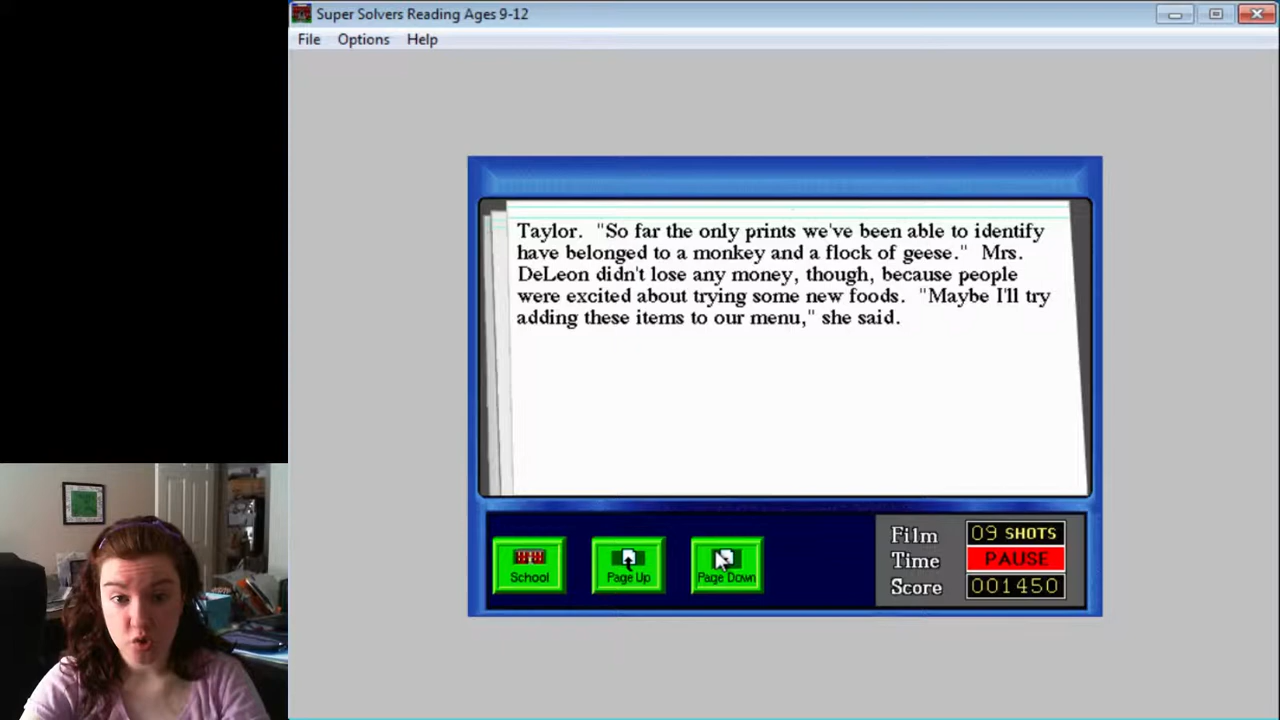 Super Solvers Reading Ages 9-12
File Options Help
Taylor. "So far the only prints we've been able to identify
have belonged to a monkey and a flock of geese." Mrs.
DeLeon didn't lose any money, though, because people
were excited about trying some new foods. "Maybe I'll try
adding these items to our menu," she said.
School
Page Up
Page Down
Film 09 SHOTS
Time PAUSE
Score 001450